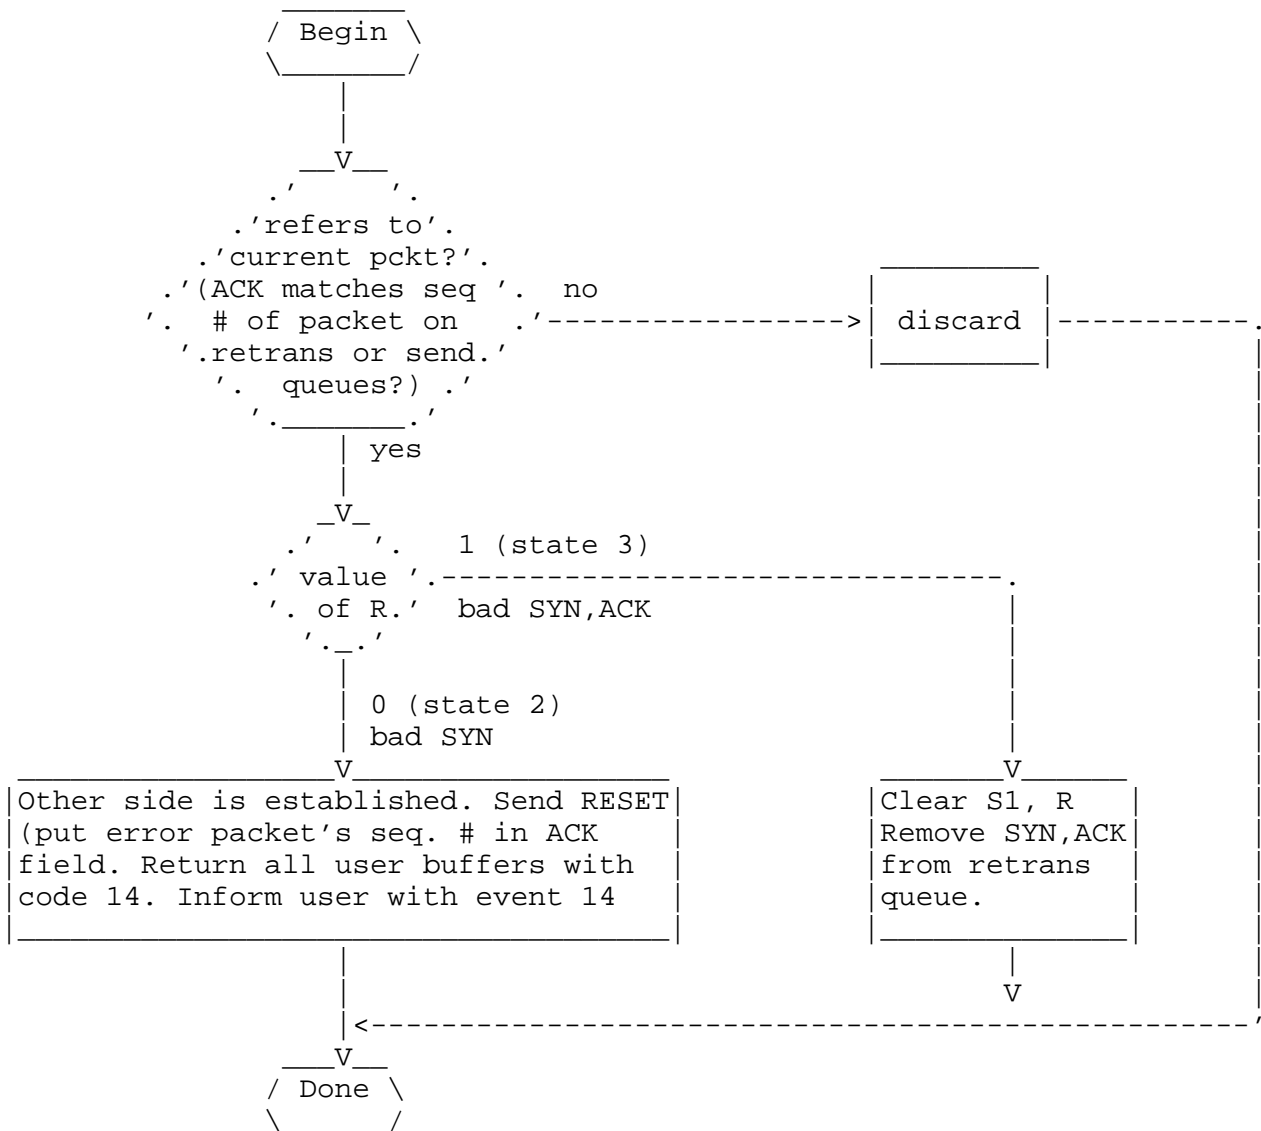 Begin
refers to
current pckt?
(ACK matches seq
# of packet on
retrans or send
queues?)
no
discard
yes
value
of R.
1 (state 3)
bad SYN,ACK
0 (state 2)
bad SYN
Other side is established. Send RESET
(put error packet's seq. # in ACK
field. Return all user buffers with
code 14. Inform user with event 14
Clear S1, R
Remove SYN,ACK
from retrans
queue.
Done